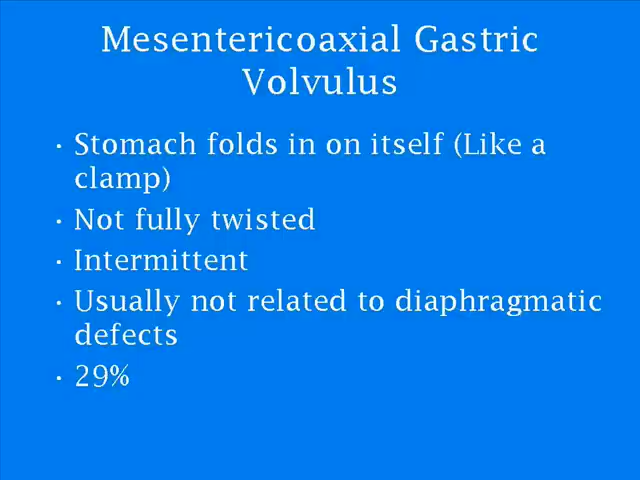 Mesentericoaxial Gastric
Volvulus
• Stomach folds in on itself (Like a
clamp)
• Not fully twisted
• Intermittent
• Usually not related to diaphragmatic
defects
• 29%